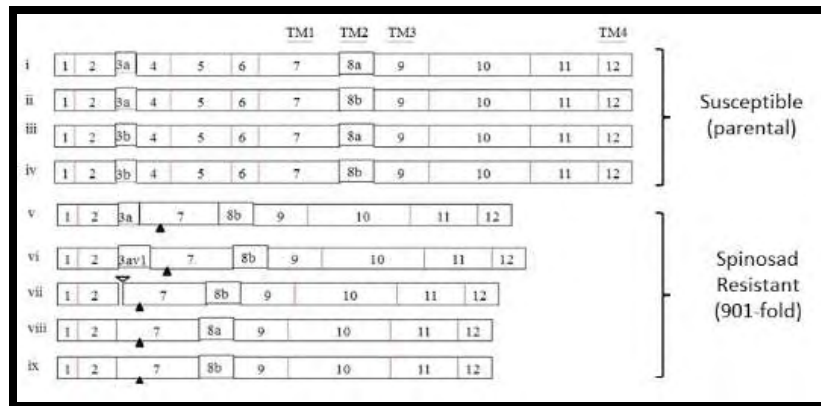 TM1 TM2 TM3 TM4
i 1 2 3a 4 5 6 7 8a 9 10 11 12
ii 1 2 3a 4 5 6 7 8b 9 10 11 12
iii 1 2 3b 4 5 6 7 8a 9 10 11 12
iv 1 2 3b 4 5 6 7 8b 9 10 11 12
Susceptible
(parental)
v 1 2 3a 7 8b 9 10 11 12
vi 1 2 3av1 7 8b 9 10 11 12
vii 1 2 7 8b 9 10 11 12
viii 1 2 7 8a 9 10 11 12
ix 1 2 7 8b 9 10 11 12
Spinosad
Resistant
(901-fold)